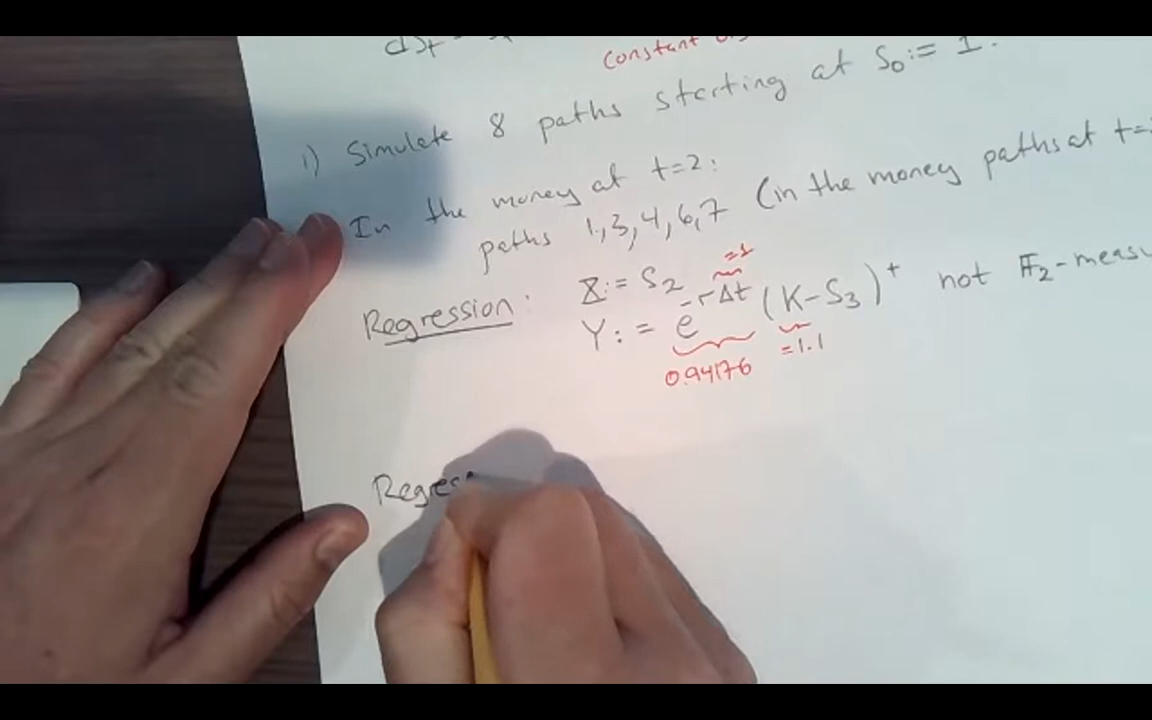 constant
1) Simulate 8 paths starting at S₀ := 1.
In the money at t=2:
paths 1,3,4,6,7 (in the money paths at t=
Regression: X := S₂ =1
Y := e^{-rΔt} (K-S₃)⁺ not F₂-measu
0.94176 =1.1
Regress